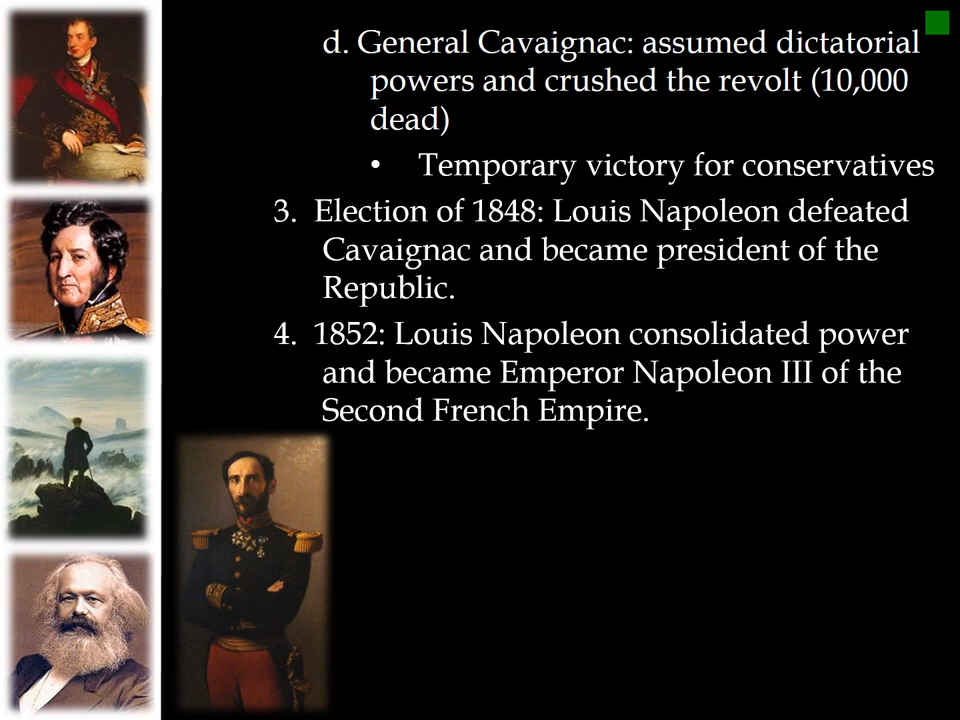 d. General Cavaignac: assumed dictatorial
powers and crushed the revolt (10,000
dead)
• Temporary victory for conservatives
3. Election of 1848: Louis Napoleon defeated
Cavaignac and became president of the
Republic.
4. 1852: Louis Napoleon consolidated power
and became Emperor Napoleon III of the
Second French Empire.